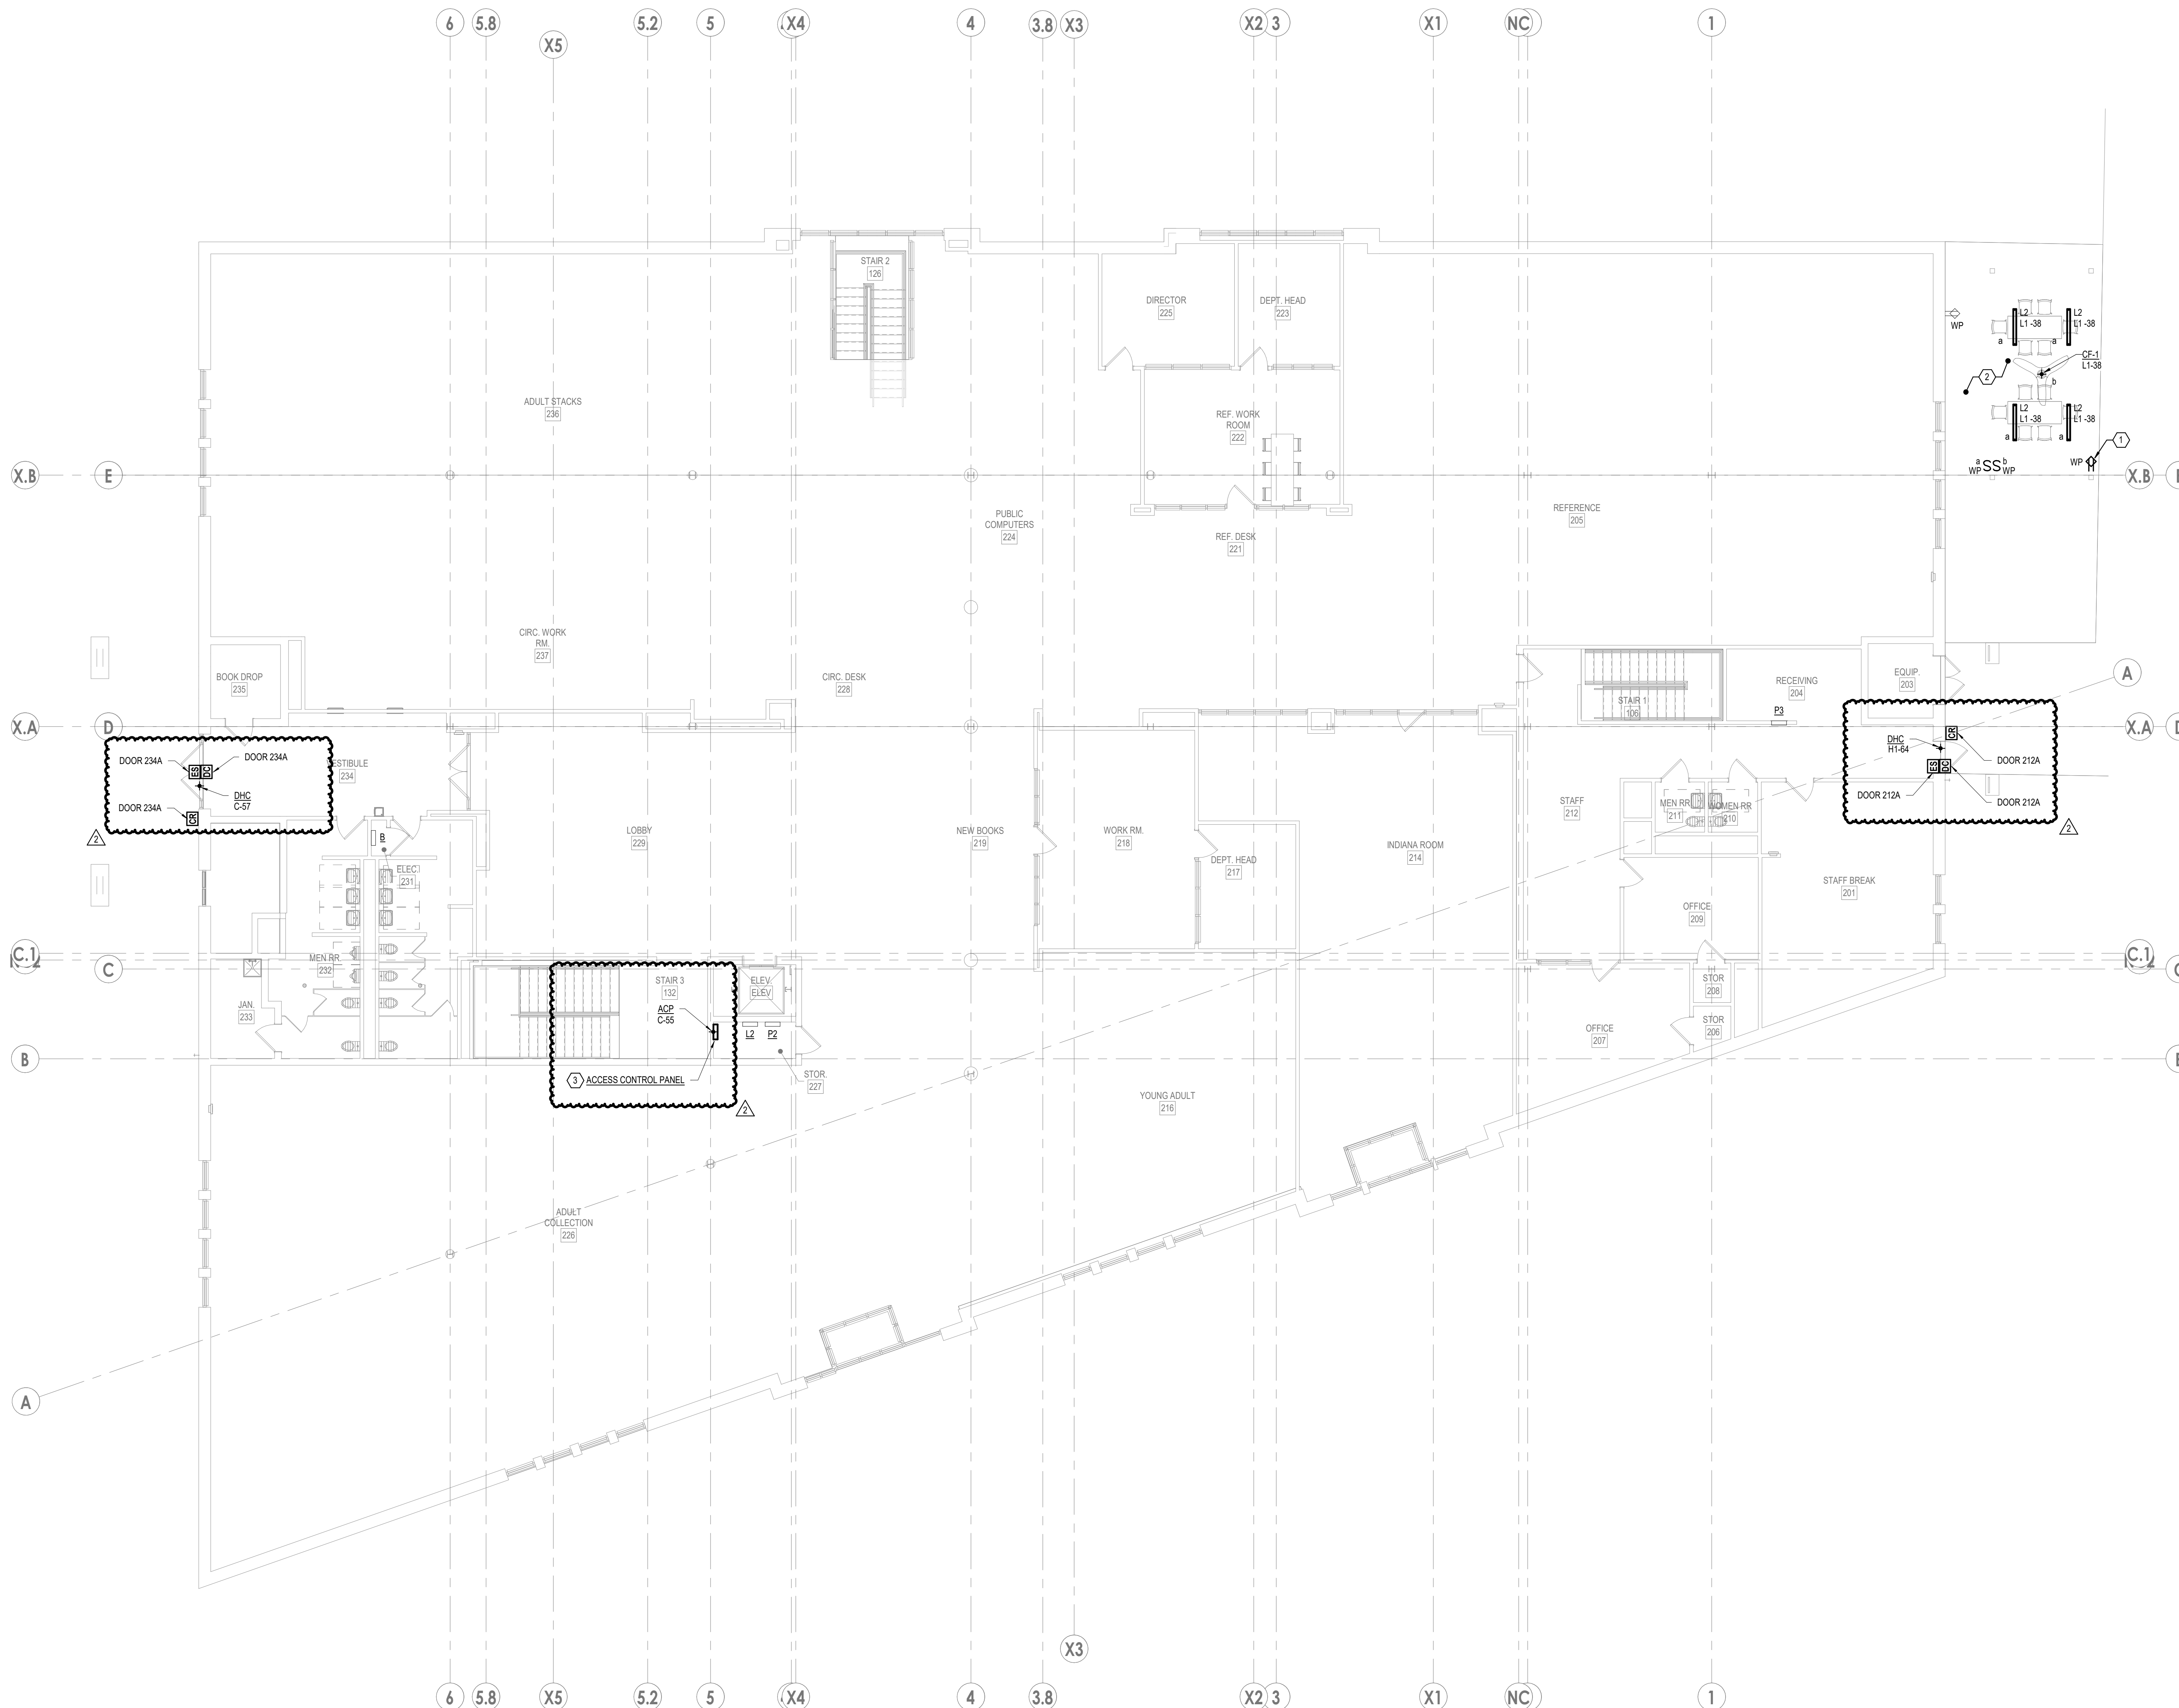 6
5.8
X5
5.2
5
X4
4
3.8
X3
X2
3
X1
NC
1
STAIR 2
126
DIRECTOR
225
DEPT. HEAD
223
WP
L2
L1 -38
a
L2
L1 -38
a
CF-1
L1-38
b
2
ADULT STACKS
236
REF. WORK
ROOM
222
L2
L1 -38
a
L2
L1 -38
a
1
a
WP
SS
b
WP
WP
X.B
E
X.B
PUBLIC
COMPUTERS
224
REF. DESK
221
REFERENCE
205
CIRC. WORK
RM.
237
BOOK DROP
235
CIRC. DESK
228
STAIR 1
106
RECEIVING
204
P3
EQUIP.
203
A
X.A
D
X.A
DOOR 234A
ES
DC
DOOR 234A
DHC
C-57
DOOR 234A
CR
2
VESTIBULE
234
CR
DHC
H1-64
DOOR 212A
ES
DC
DOOR 212A
DOOR 212A
2
B
ELEC.
231
LOBBY
229
NEW BOOKS
219
WORK RM.
218
DEPT. HEAD
217
INDIANA ROOM
214
STAFF
212
MEN RR.
211
WOMEN RR
210
STAFF BREAK
201
OFFICE
209
C.1
C
C.1
MEN RR.
232
JAN.
233
STAIR 3
132
ACP
C-55
ELEV.
ELEV
L2
P2
3
ACCESS CONTROL PANEL
2
STOR.
227
STOR
208
STOR
206
OFFICE
207
B
YOUNG ADULT
216
ADULT
COLLECTION
226
A
X3
6
5.8
X5
5.2
5
X4
4
3.8
X2
3
X1
NC
1